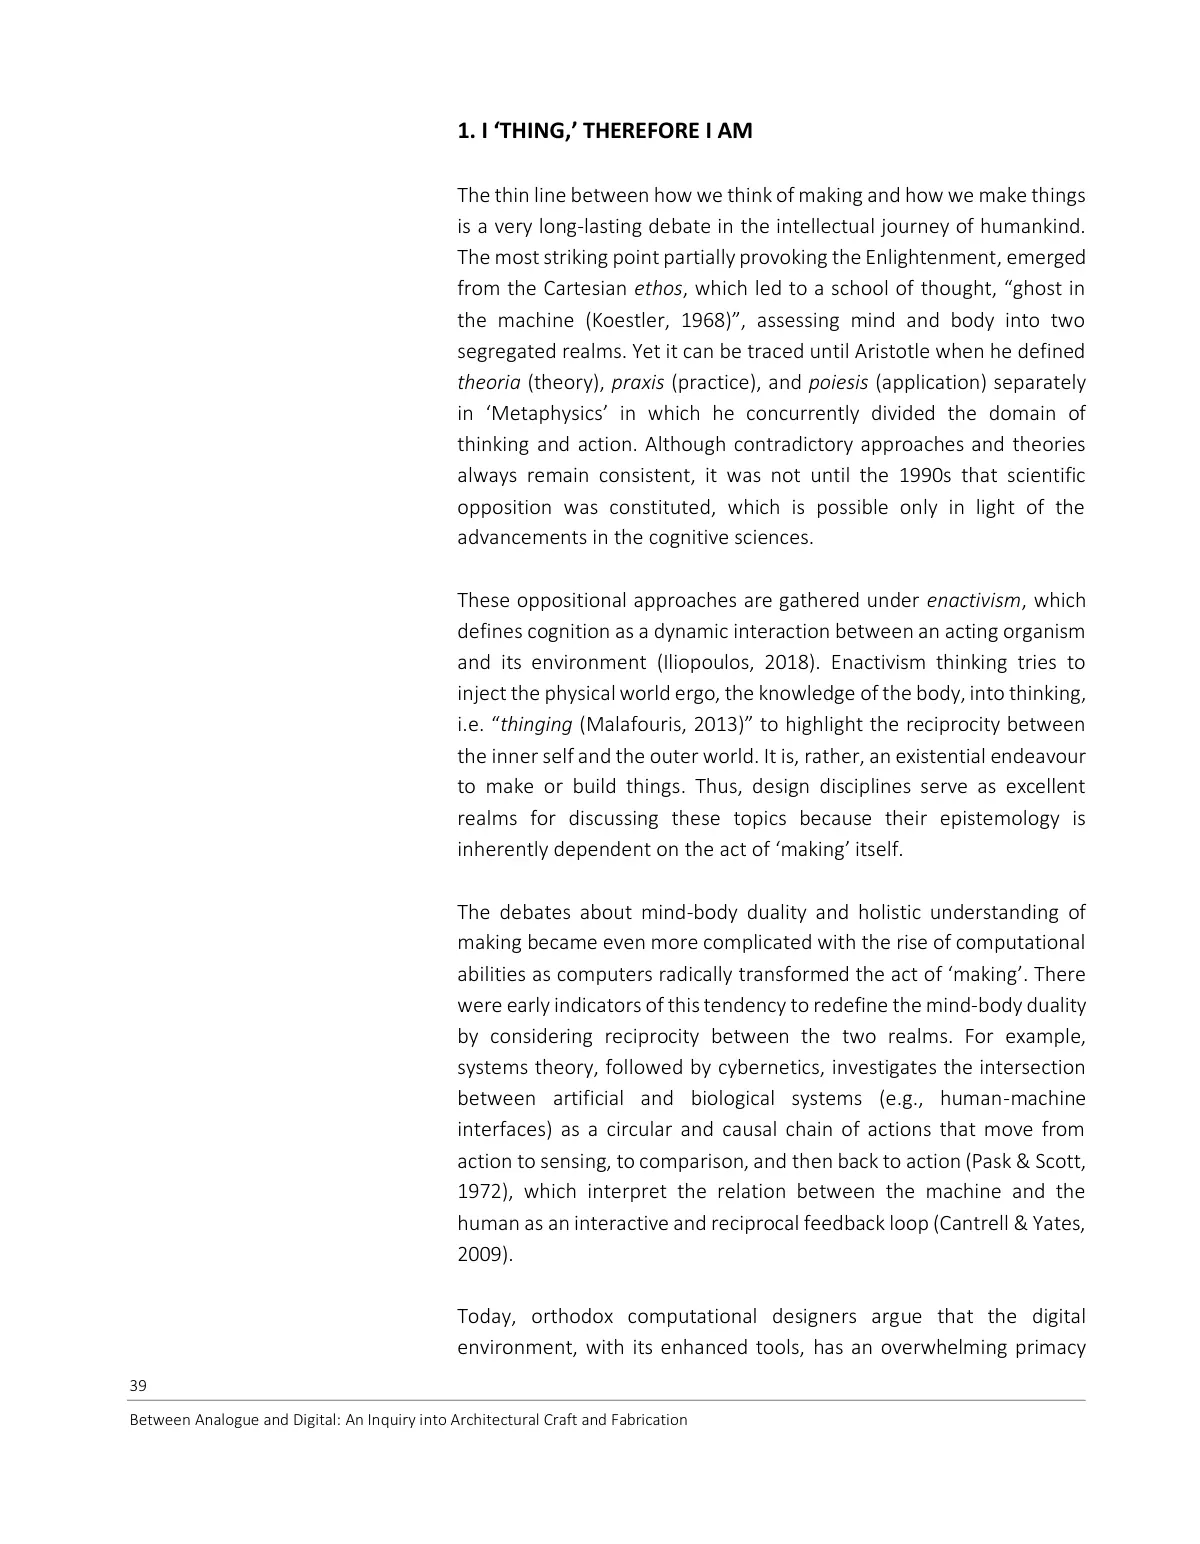 1. I ‘THING,’ THEREFORE I AM
The thin line between how we think of making and how we make things
is a very long-lasting debate in the intellectual journey of humankind.
The most striking point partially provoking the Enlightenment, emerged
from the Cartesian ethos, which led to a school of thought, “ghost in
the machine (Koestler, 1968)”, assessing mind and body into two
segregated realms. Yet it can be traced until Aristotle when he defined
theoria (theory), praxis (practice), and poiesis (application) separately
in ‘Metaphysics’ in which he concurrently divided the domain of
thinking and action. Although contradictory approaches and theories
always remain consistent, it was not until the 1990s that scientific
opposition was constituted, which is possible only in light of the
advancements in the cognitive sciences.
These oppositional approaches are gathered under enactivism, which
defines cognition as a dynamic interaction between an acting organism
and its environment (Iliopoulos, 2018). Enactivism thinking tries to
inject the physical world ergo, the knowledge of the body, into thinking,
i.e. “thinging (Malafouris, 2013)” to highlight the reciprocity between
the inner self and the outer world. It is, rather, an existential endeavour
to make or build things. Thus, design disciplines serve as excellent
realms for discussing these topics because their epistemology is
inherently dependent on the act of ‘making’ itself.
The debates about mind-body duality and holistic understanding of
making became even more complicated with the rise of computational
abilities as computers radically transformed the act of ‘making’. There
were early indicators of this tendency to redefine the mind-body duality
by considering reciprocity between the two realms. For example,
systems theory, followed by cybernetics, investigates the intersection
between artificial and biological systems (e.g., human-machine
interfaces) as a circular and causal chain of actions that move from
action to sensing, to comparison, and then back to action (Pask & Scott,
1972), which interpret the relation between the machine and the
human as an interactive and reciprocal feedback loop (Cantrell & Yates,
2009).
Today, orthodox computational designers argue that the digital
environment, with its enhanced tools, has an overwhelming primacy
39
Between Analogue and Digital: An Inquiry into Architectural Craft and Fabrication